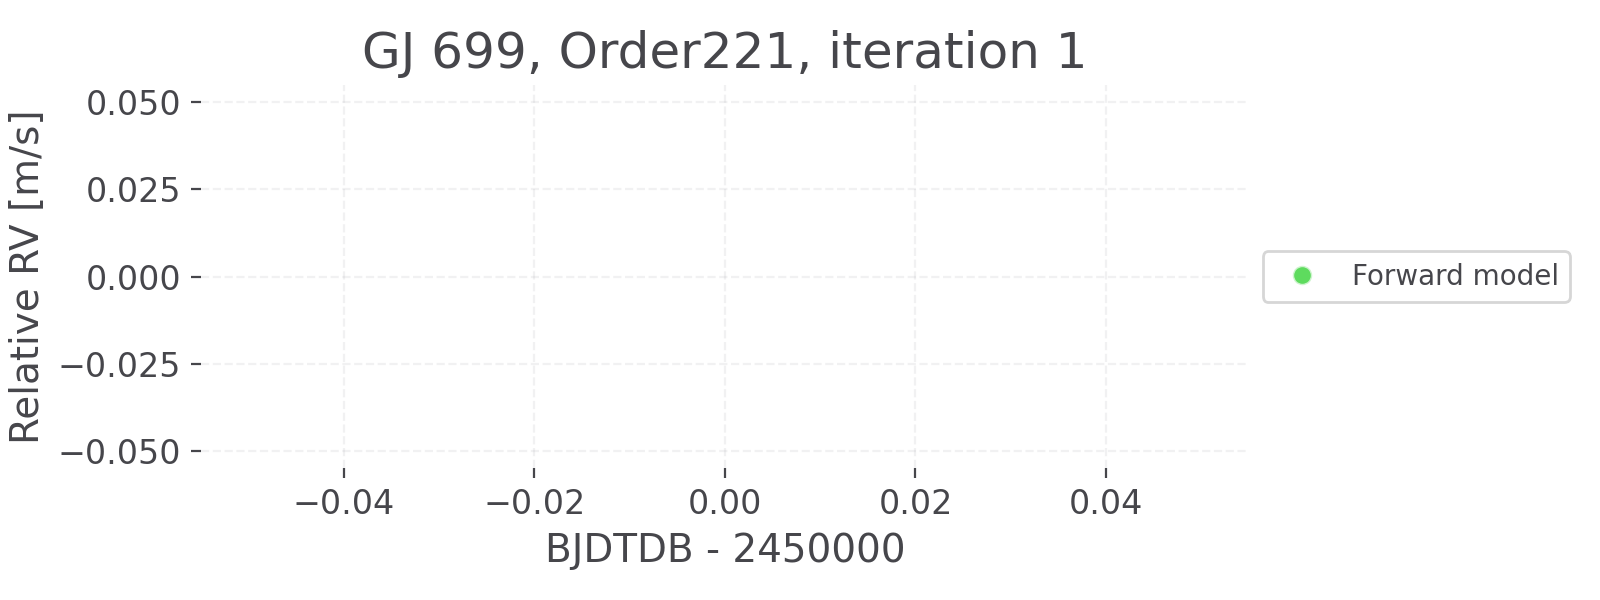 GJ 699, Order221, iteration 1
Relative RV [m/s]
0.050
0.025
0.000
−0.025
−0.050
−0.04
−0.02
0.00
0.02
0.04
BJDTDB - 2450000
Forward model